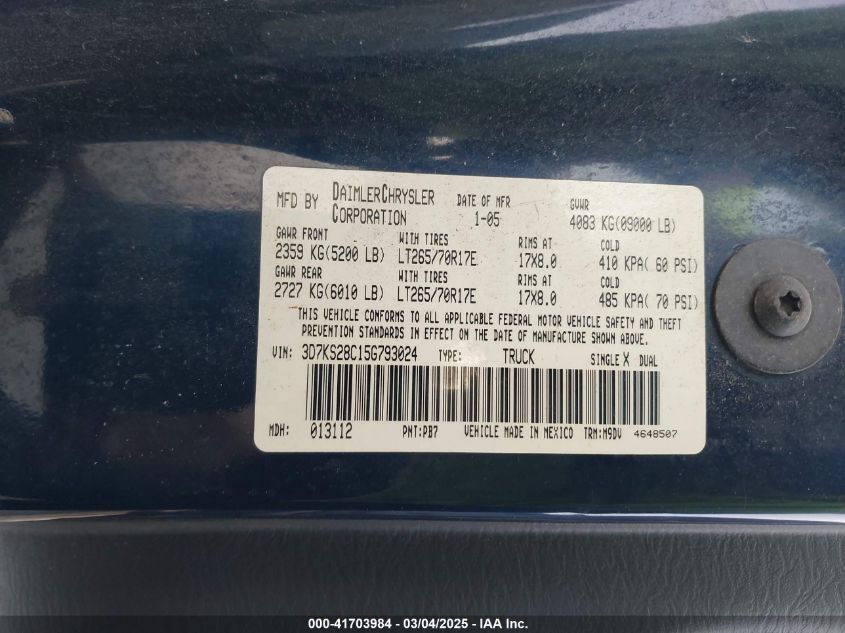 MFD BY DAIMLERCHRYSLER CORPORATION DATE OF MFR 1-05 GVWR 4083 KG(09000 LB)
GAWR FRONT WITH TIRES RIMS AT COLD
2359 KG(5200 LB) LT265/70R17E 17X8.0 410 KPA( 60 PSI)
GAWR REAR WITH TIRES RIMS AT COLD
2727 KG(6010 LB) LT265/70R17E 17X8.0 485 KPA( 70 PSI)
THIS VEHICLE CONFORMS TO ALL APPLICABLE FEDERAL MOTOR VEHICLE SAFETY AND THEFT
PREVENTION STANDARDS IN EFFECT ON THE DATE OF MANUFACTURE SHOWN ABOVE.
VIN: 3D7KS28C15G793024 TYPE: TRUCK SINGLE X DUAL
MDH: 013112 PNT:PB7 VEHICLE MADE IN MEXICO TRM:M9DV 4648507
000-41703984 - 03/04/2025 - IAA Inc.